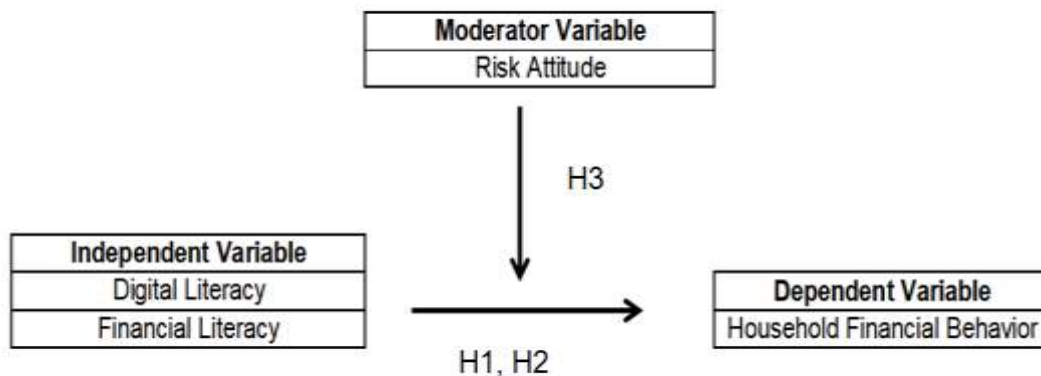 Moderator Variable
Risk Attitude
H3
Independent Variable
Digital Literacy
Financial Literacy
H1, H2
Dependent Variable
Household Financial Behavior